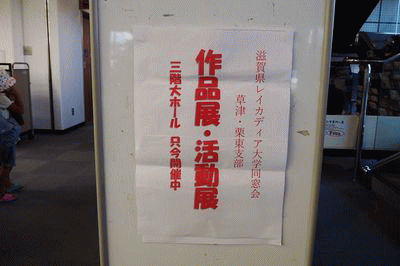 滋賀県レイカディア大学同窓会
草津・栗東支部
作品展・活動展
三階大ホール 只今開催中